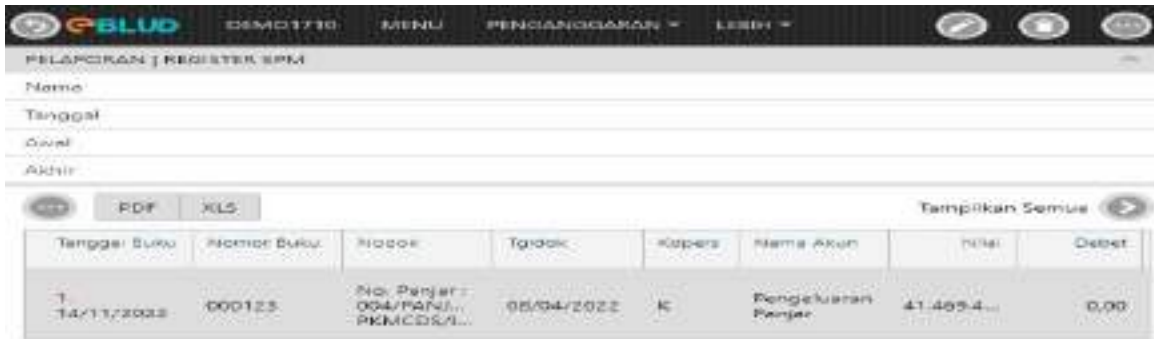 eBLUD DEMO1710 MENU PENGANGGARAN LEBIH
PELAPORAN | REGISTER SPM
Nama
Tanggal
Awal
Akhir
PDF XLS Tampilkan Semua
Tanggal Buku Nomor Buku Nodok Tgldok Kdpers Nama Akun Nilai Debet
No. Panjar :
1. 004/PANJ... Pengeluaran
14/11/2022 000123 PKMCDS/I... 08/04/2022 K Panjar 41.469.4... 0,00